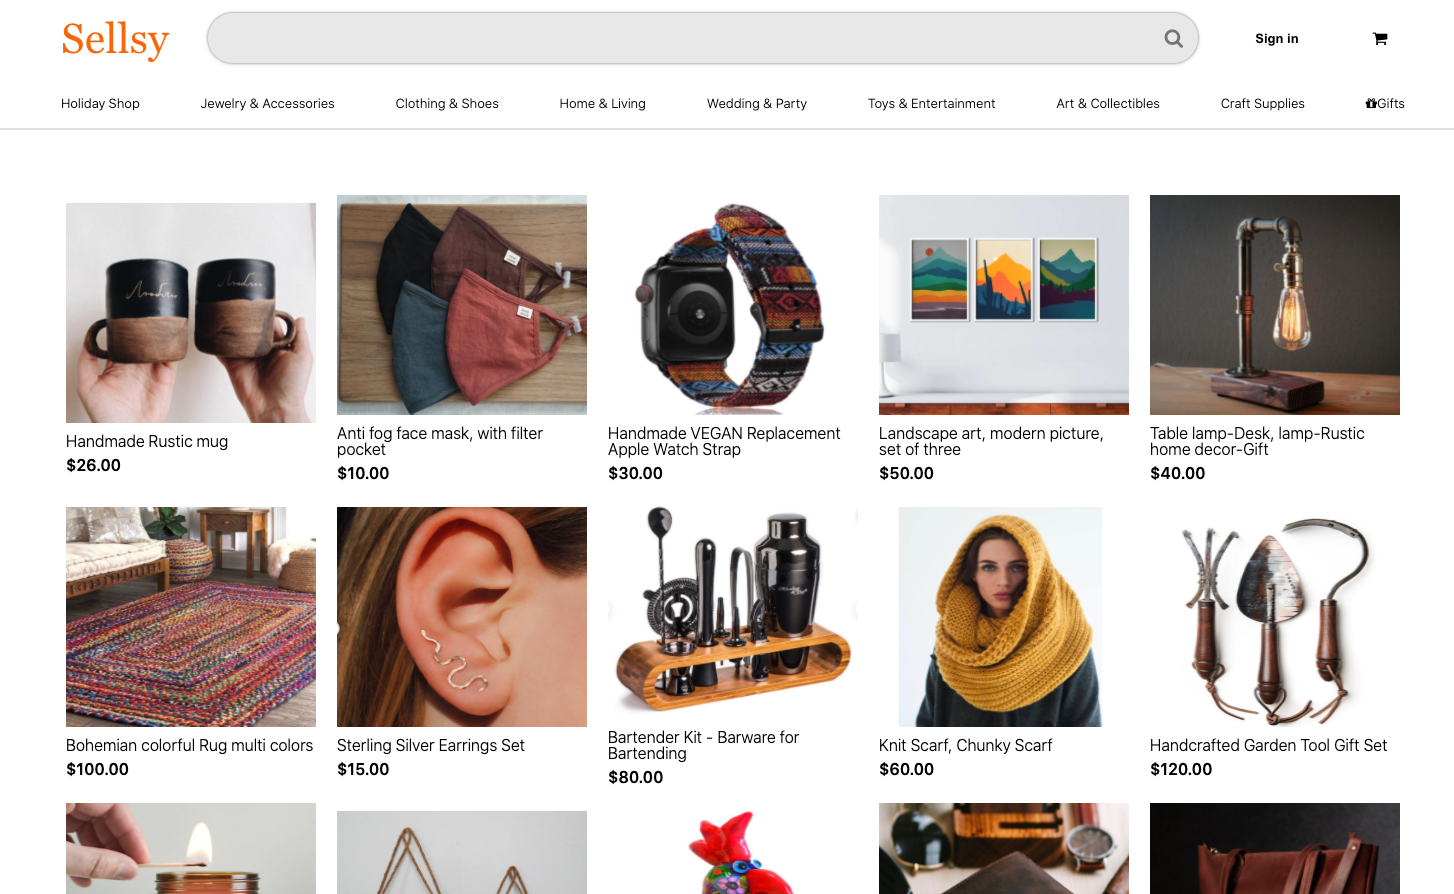 Sellsy
Sign in
Holiday Shop
Jewelry & Accessories
Clothing & Shoes
Home & Living
Wedding & Party
Toys & Entertainment
Art & Collectibles
Craft Supplies
Gifts
Handmade Rustic mug
$26.00
Anti fog face mask, with filter
pocket
$10.00
Handmade VEGAN Replacement
Apple Watch Strap
$30.00
Landscape art, modern picture,
set of three
$50.00
Table lamp-Desk, lamp-Rustic
home decor-Gift
$40.00
Bohemian colorful Rug multi colors
$100.00
Sterling Silver Earrings Set
$15.00
Bartender Kit - Barware for
Bartending
$80.00
Knit Scarf, Chunky Scarf
$60.00
Handcrafted Garden Tool Gift Set
$120.00